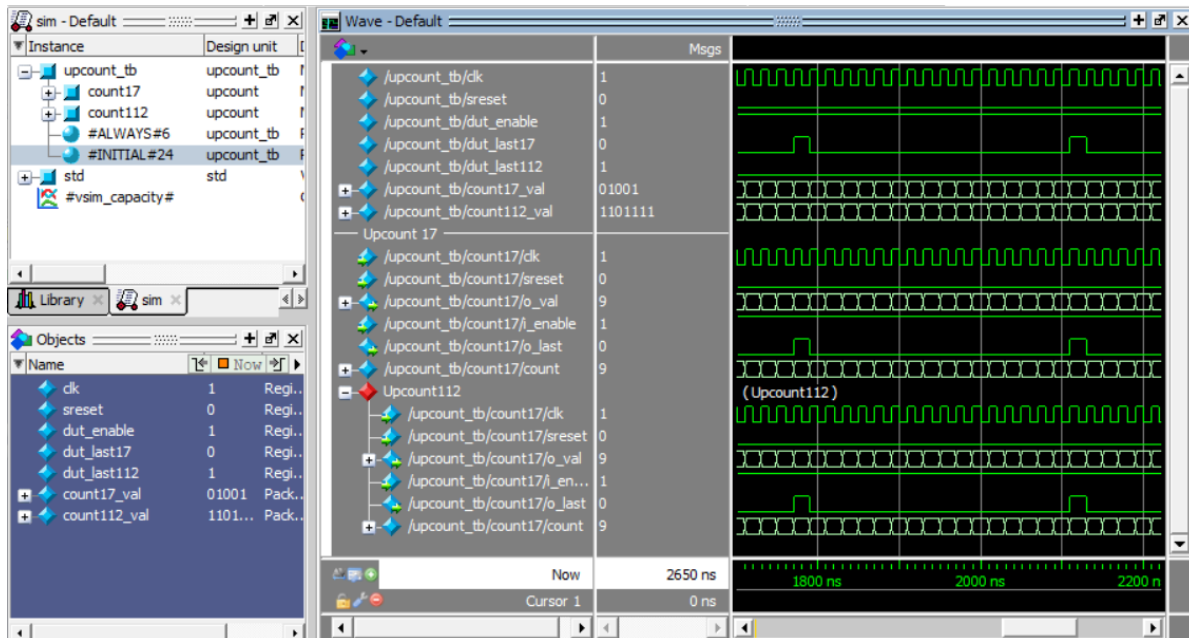 sim - Default
Instance Design unit
upcount_tb upcount_tb
count17 upcount
count112 upcount
#ALWAYS#6 upcount_tb
#INITIAL#24 upcount_tb
std std
#vsim_capacity#
Library sim
Objects
Name Now
clk 1 Regi..
sreset 0 Regi..
dut_enable 1 Regi..
dut_last17 0 Regi..
dut_last112 1 Regi..
count17_val 01001 Pack..
count112_val 1101... Pack..
Wave - Default
Msgs
/upcount_tb/clk 1
/upcount_tb/sreset 0
/upcount_tb/dut_enable 1
/upcount_tb/dut_last17 0
/upcount_tb/dut_last112 1
/upcount_tb/count17_val 01001
/upcount_tb/count112_val 1101111
Upcount 17
/upcount_tb/count17/clk 1
/upcount_tb/count17/sreset 0
/upcount_tb/count17/o_val 9
/upcount_tb/count17/i_enable 1
/upcount_tb/count17/o_last 0
/upcount_tb/count17/count 9
Upcount112 (Upcount112)
/upcount_tb/count17/clk 1
/upcount_tb/count17/sreset 0
/upcount_tb/count17/o_val 9
/upcount_tb/count17/i_en... 1
/upcount_tb/count17/o_last 0
/upcount_tb/count17/count 9
Now 2650 ns 1800 ns 2000 ns 2200 n
Cursor 1 0 ns